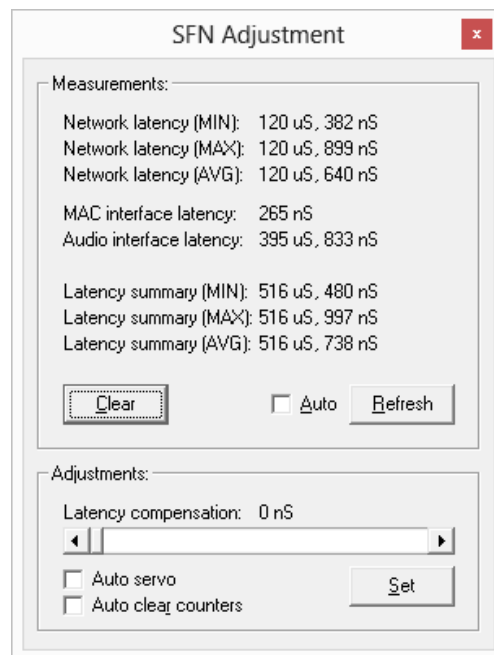 SFN Adjustment
x
Measurements:
Network latency (MIN): 120 uS, 382 nS
Network latency (MAX): 120 uS, 899 nS
Network latency (AVG): 120 uS, 640 nS
MAC interface latency: 265 nS
Audio interface latency: 395 uS, 833 nS
Latency summary (MIN): 516 uS, 480 nS
Latency summary (MAX): 516 uS, 997 nS
Latency summary (AVG): 516 uS, 738 nS
Clear Auto Refresh
Adjustments:
Latency compensation: 0 nS
Auto servo
Set
Auto clear counters